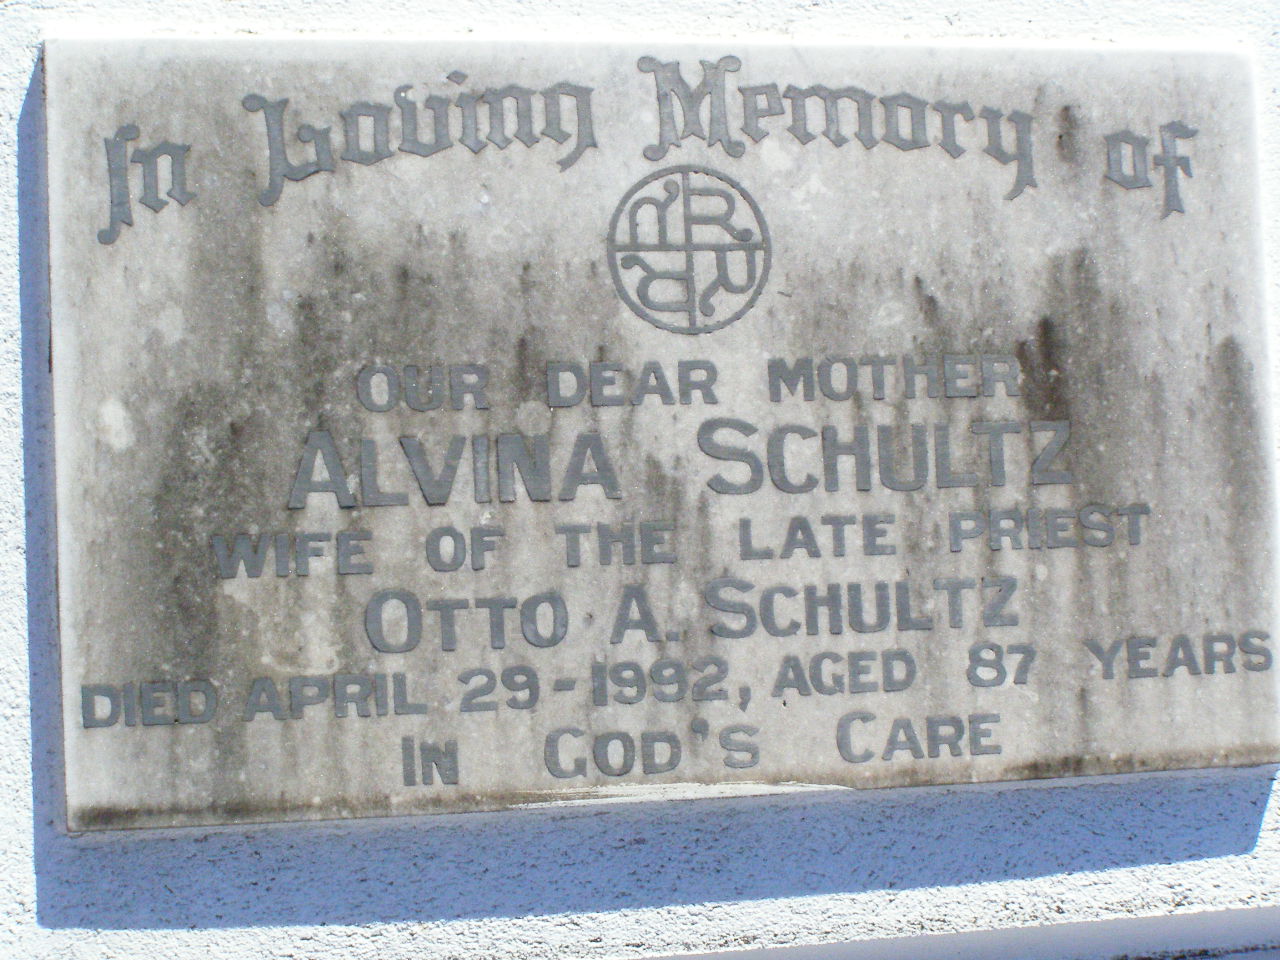 In Loving Memory of
RRRR
OUR DEAR MOTHER
ALVINA SCHULTZ
WIFE OF THE LATE PRIEST
OTTO A. SCHULTZ
DIED APRIL 29-1992, AGED 87 YEARS
IN GOD'S CARE